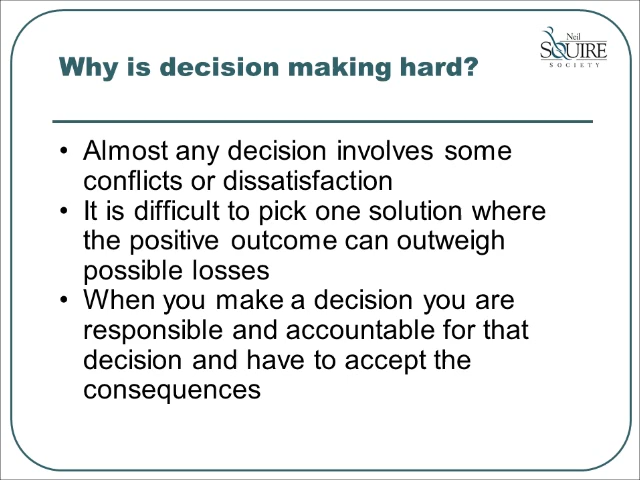 Neil
SQUIRE
SOCIETY
Why is decision making hard?
• Almost any decision involves some
conflicts or dissatisfaction
• It is difficult to pick one solution where
the positive outcome can outweigh
possible losses
• When you make a decision you are
responsible and accountable for that
decision and have to accept the
consequences